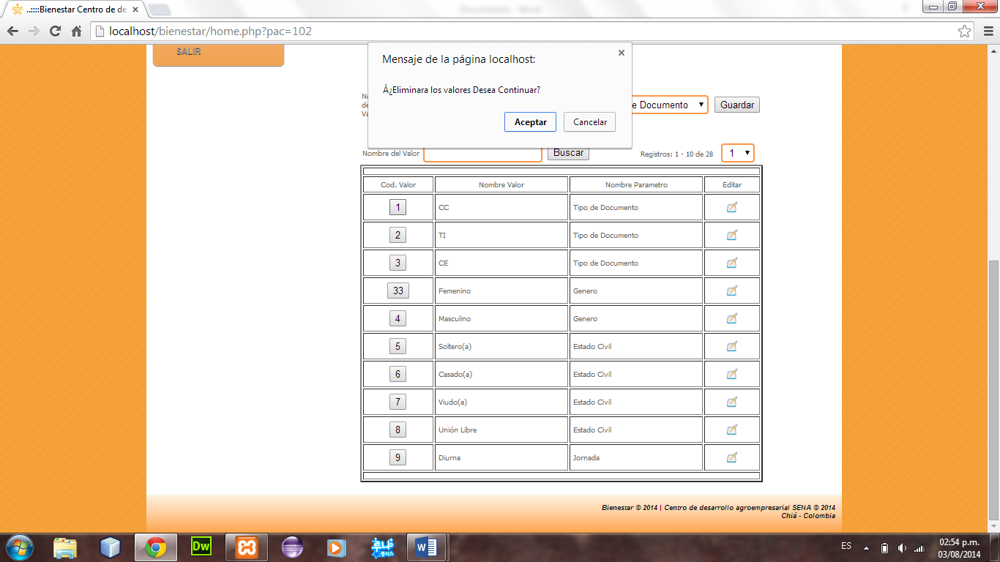 ..::::Bienestar Centro de de
localhost/bienestar/home.php?pac=102
SALIR
Mensaje de la página localhost:
Â¿Eliminara los valores Desea Continuar?
Aceptar Cancelar
e Documento Guardar
Nombre del Valor Buscar Registros: 1 - 10 de 28 1
Cod. Valor Nombre Valor Nombre Parametro Editar
1 CC Tipo de Documento
2 TI Tipo de Documento
3 CE Tipo de Documento
33 Femenino Genero
4 Masculino Genero
5 Soltero(a) Estado Civil
6 Casado(a) Estado Civil
7 Viudo(a) Estado Civil
8 Unión Libre Estado Civil
9 Diurna Jornada
Bienestar © 2014 | Centro de desarrollo agroempresarial SENA © 2014
Chiá - Colombia
Dw
W
ES
02:54 p.m.
03/08/2014